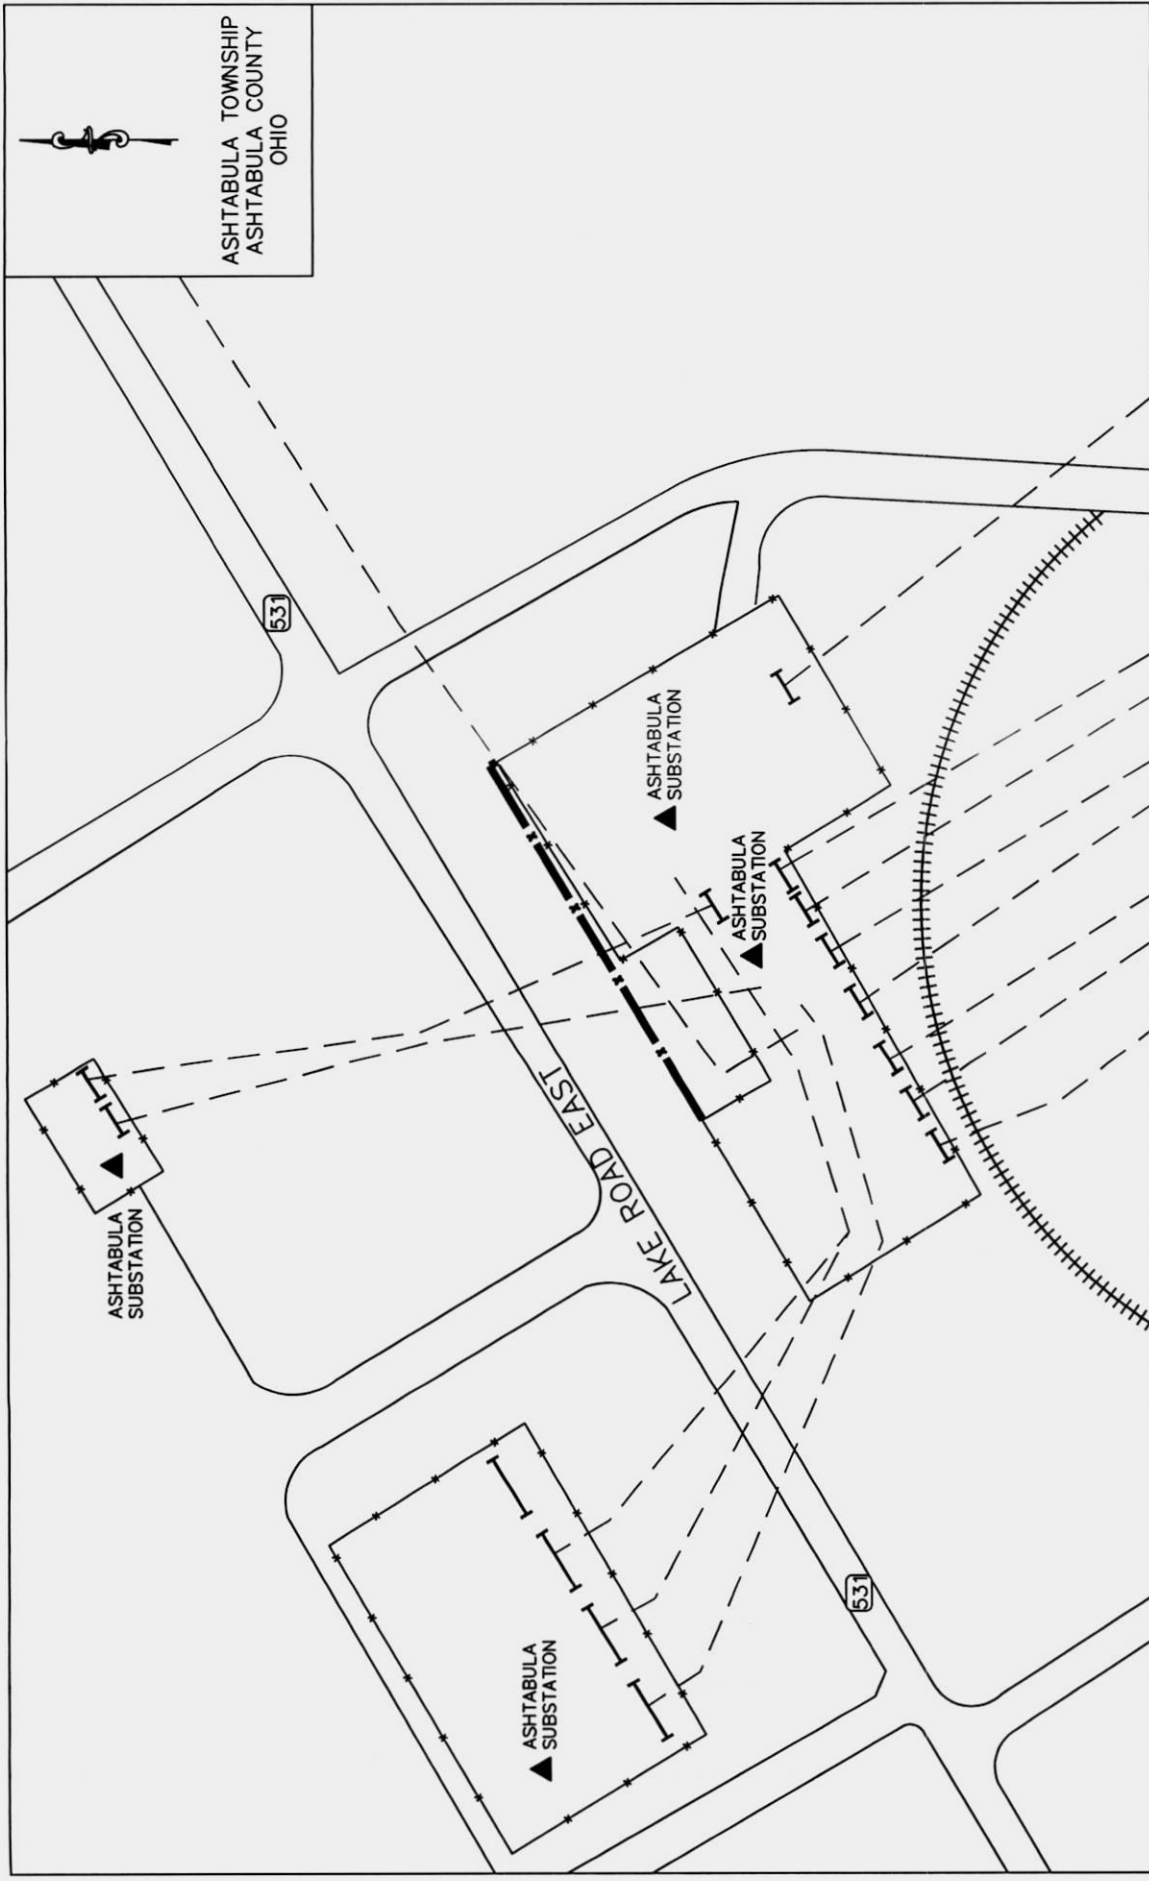 ASHTABULA TOWNSHIP
ASHTABULA COUNTY
OHIO
531
ASHTABULA
SUBSTATION
ASHTABULA
SUBSTATION
ASHTABULA
SUBSTATION
LAKE ROAD EAST
ASHTABULA
SUBSTATION
531